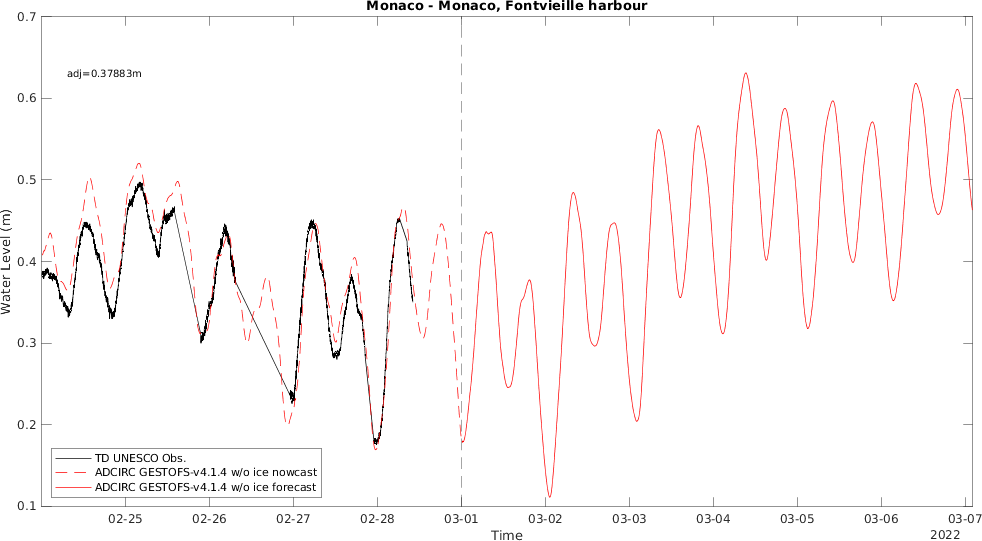 Monaco - Monaco, Fontvieille harbour
0.7
adj=0.37883m
0.6
0.5
0.4
0.3
0.2
0.1
Water Level (m)
TD UNESCO Obs.
ADCIRC GESTOFS-v4.1.4 w/o ice nowcast
ADCIRC GESTOFS-v4.1.4 w/o ice forecast
02-25 02-26 02-27 02-28 03-01 03-02 03-03 03-04 03-05 03-06 03-07
Time
2022